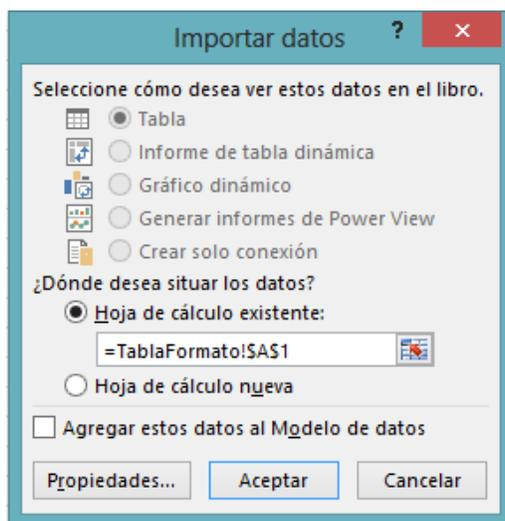 Importar datos
?
Seleccione cómo desea ver estos datos en el libro.
Tabla
Informe de tabla dinámica
Gráfico dinámico
Generar informes de Power View
Crear solo conexión
¿Dónde desea situar los datos?
Hoja de cálculo existente:
=TablaFormato!$A$1
Hoja de cálculo nueva
Agregar estos datos al Modelo de datos
Propiedades... Aceptar Cancelar